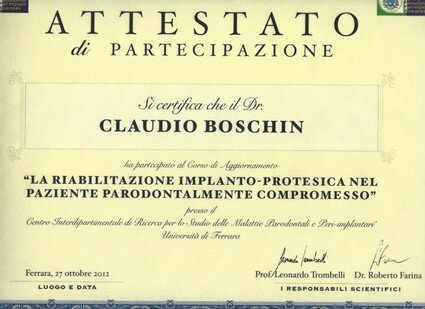 ATTESTATO
di PARTECIPAZIONE
Si certifica che il Dr.
CLAUDIO BOSCHIN
ha partecipato al Corso di Aggiornamento
"LA RIABILITAZIONE IMPLANTO-PROTESICA NEL
PAZIENTE PARODONTALMENTE COMPROMESSO"
presso il
Centro Interdipartimentale di Ricerca per lo Studio delle Malattie Parodontali e Peri-implantari
Università di Ferrara
Ferrara, 27 ottobre 2012
Prof. Leonardo Trombelli Dr. Roberto Farina
LUOGO E DATA
I RESPONSABILI SCIENTIFICI